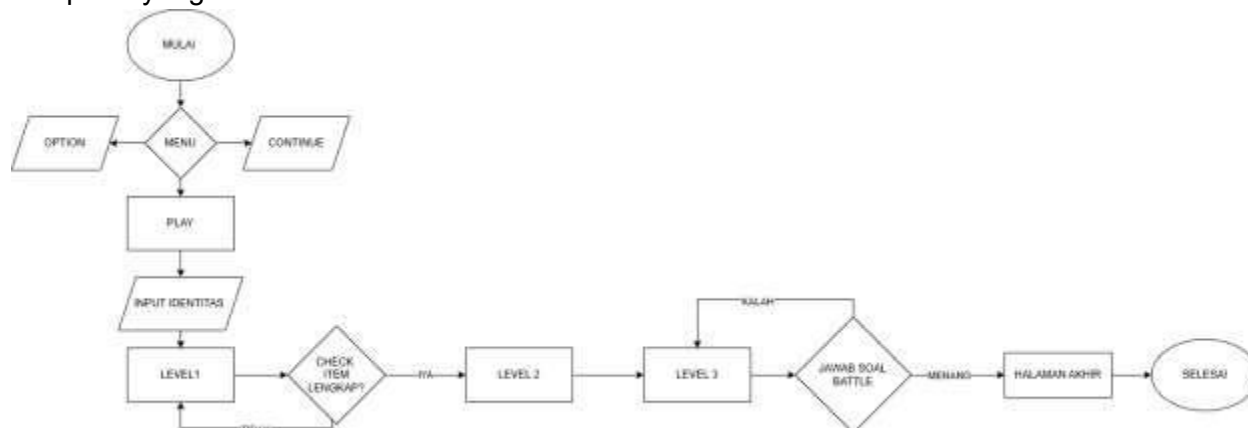 MULAI
OPTION
MENU
CONTINUE
PLAY
INPUT IDENTITAS
KALAH
LEVEL1
CHECK
ITEM
LENGKAP?
IYA
LEVEL 2
LEVEL 3
JAWAB SOAL
BATTLE
MENANG
HALAMAN AKHIR
SELESAI